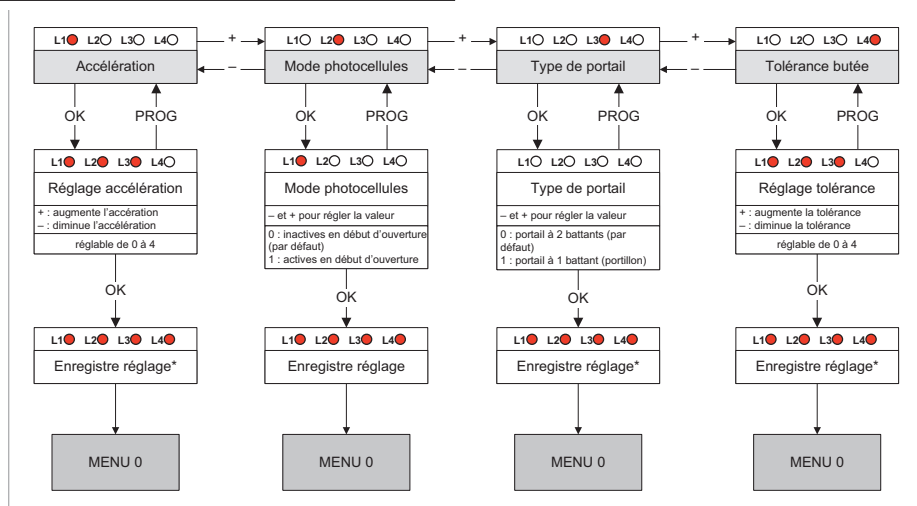 L1 L2 L3 L4 + L1 L2 L3 L4 + L1 L2 L3 L4 + L1 L2 L3 L4
Accélération – Mode photocellules – Type de portail – Tolérance butée
OK PROG OK PROG OK PROG OK PROG
L1 L2 L3 L4
Réglage accélération
+ : augmente l'accération
– : diminue l'accélération
réglable de 0 à 4
L1 L2 L3 L4
Mode photocellules
– et + pour régler la valeur
0 : inactives en début d'ouverture
(par défaut)
1 : actives en début d'ouverture
L1 L2 L3 L4
Type de portail
– et + pour régler la valeur
0 : portail à 2 battants (par
défaut)
1 : portail à 1 battant (portillon)
L1 L2 L3 L4
Réglage tolérance
+ : augmente la tolérance
– : diminue la tolérance
réglable de 0 à 4
OK OK OK OK
L1 L2 L3 L4 L1 L2 L3 L4 L1 L2 L3 L4 L1 L2 L3 L4
Enregistre réglage* Enregistre réglage Enregistre réglage* Enregistre réglage*
MENU 0 MENU 0 MENU 0 MENU 0